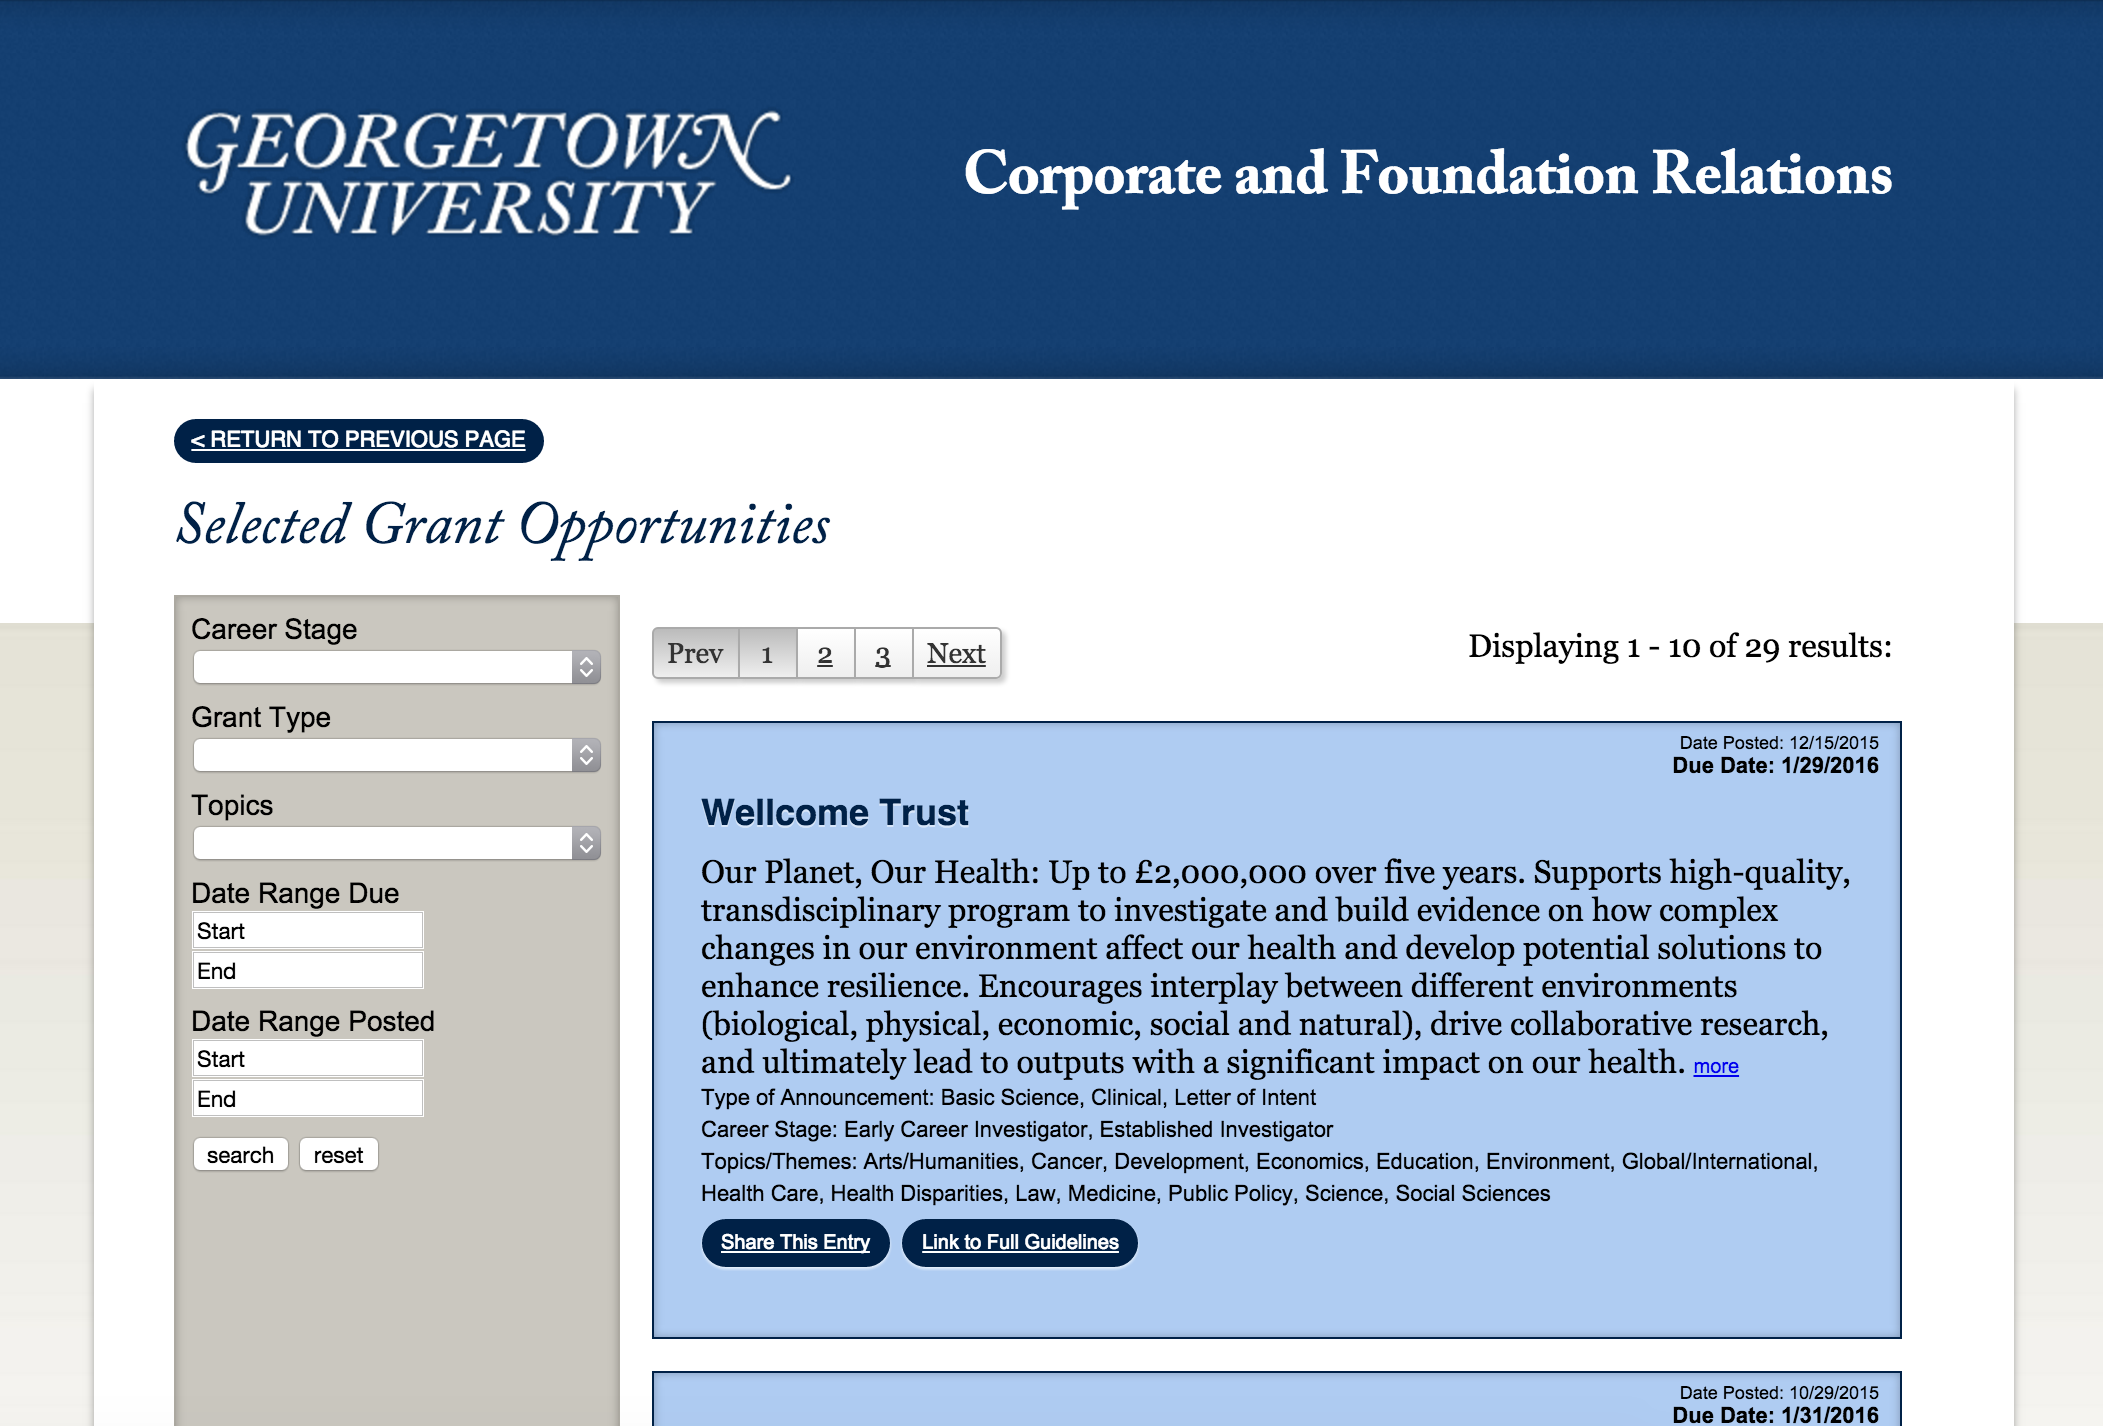 GEORGETOWN
UNIVERSITY
Corporate and Foundation Relations
< RETURN TO PREVIOUS PAGE
Selected Grant Opportunities
Career Stage
Grant Type
Topics
Date Range Due
Start
End
Date Range Posted
Start
End
search reset
Prev 1 2 3 Next
Displaying 1 - 10 of 29 results:
Date Posted: 12/15/2015
Due Date: 1/29/2016
Wellcome Trust
Our Planet, Our Health: Up to £2,000,000 over five years. Supports high-quality,
transdisciplinary program to investigate and build evidence on how complex
changes in our environment affect our health and develop potential solutions to
enhance resilience. Encourages interplay between different environments
(biological, physical, economic, social and natural), drive collaborative research,
and ultimately lead to outputs with a significant impact on our health. more
Type of Announcement: Basic Science, Clinical, Letter of Intent
Career Stage: Early Career Investigator, Established Investigator
Topics/Themes: Arts/Humanities, Cancer, Development, Economics, Education, Environment, Global/International,
Health Care, Health Disparities, Law, Medicine, Public Policy, Science, Social Sciences
Share This Entry Link to Full Guidelines
Date Posted: 10/29/2015
Due Date: 1/31/2016